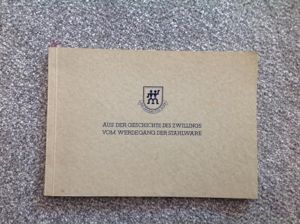 AUS DER GESCHICHTE DES ZWILLINGS
VOM WERDEGANG DER STAHLWARE